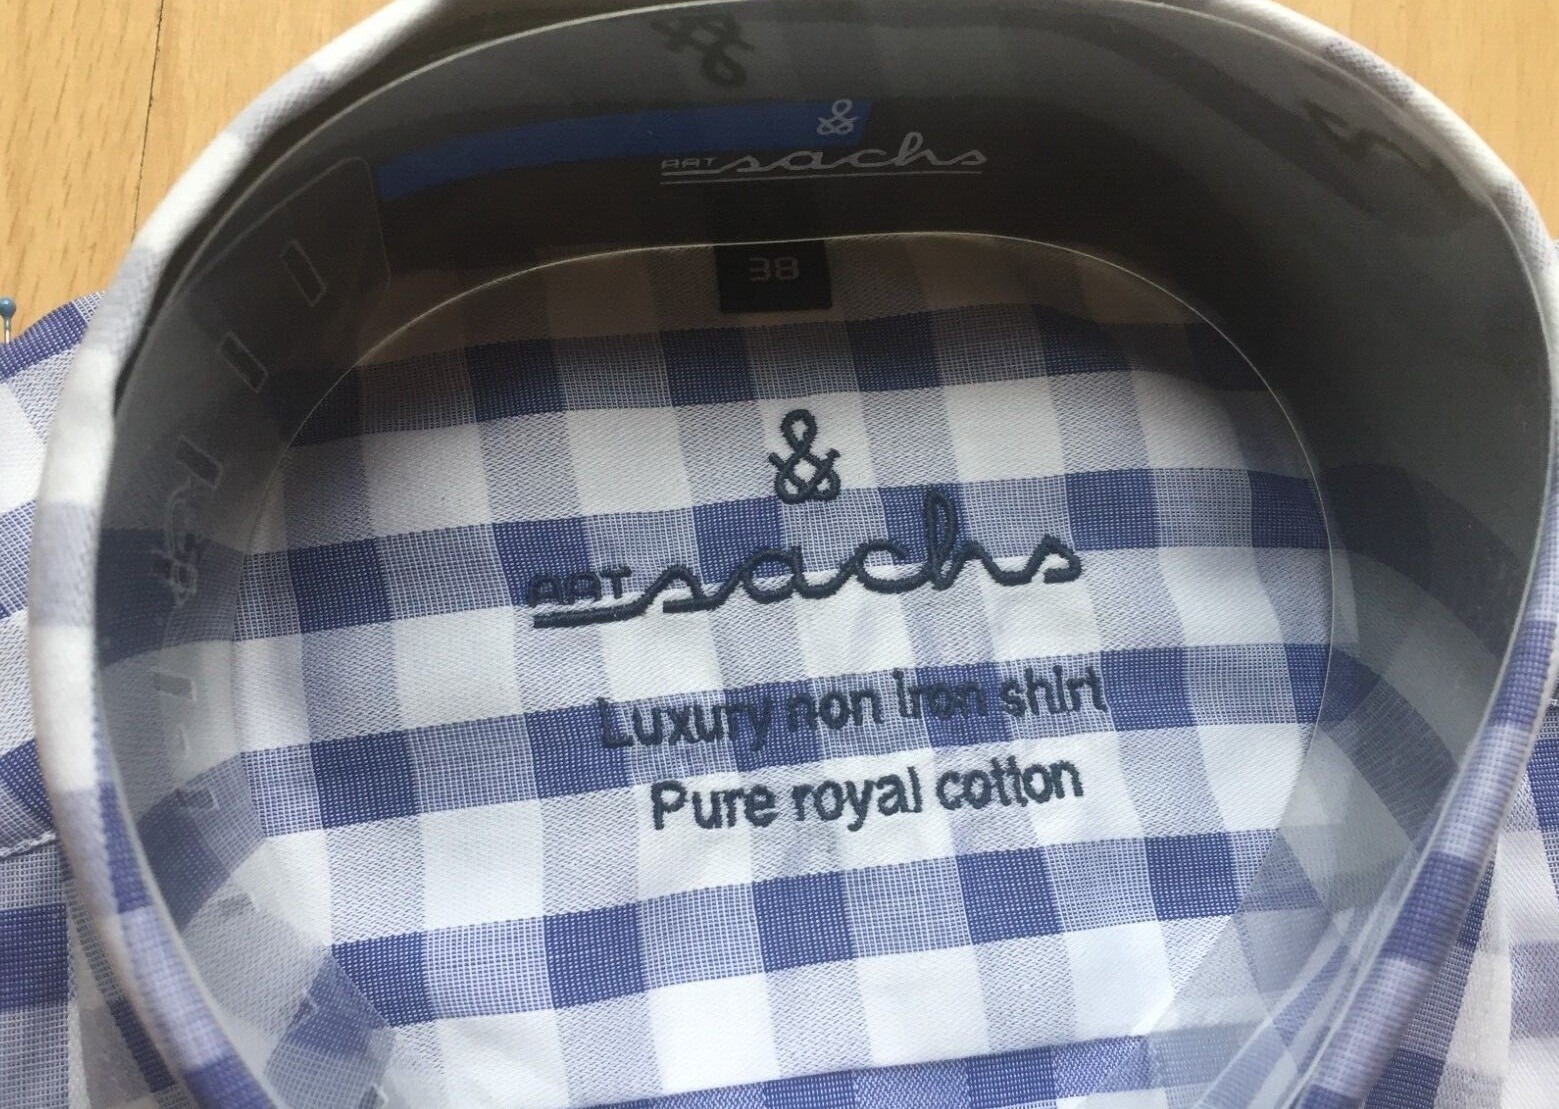 &
ART sachs
38
&
ART sachs
Luxury non iron shirt
Pure royal cotton